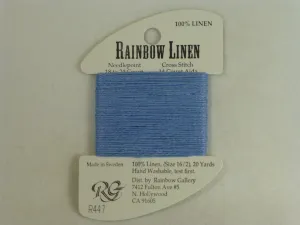 100% LINEN
RAINBOW LINEN
Needlepoint Cross Stitch
Made in Sweden
100% Linen, (Size 16/2), 20 Yards
Hand Washable, test first.
Dist. by Rainbow Gallery
7412 Fulton Ave #5
N. Hollywood
CA 91605
RG
R447